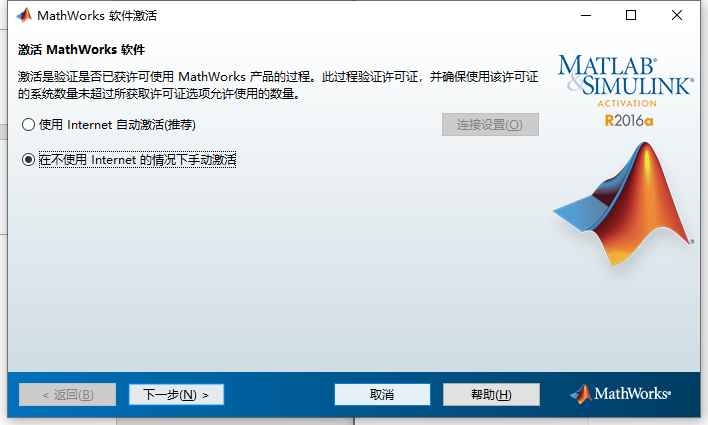 MathWorks 软件激活
激活 MathWorks 软件
激活是验证是否已获许可使用 MathWorks 产品的过程。此过程验证许可证，并确保使用该许可证
的系统数量未超过所获取许可证选项允许使用的数量。
使用 Internet 自动激活(推荐)
连接设置(O)
在不使用 Internet 的情况下手动激活
MATLAB®
&SIMULINK®
ACTIVATION
R2016a
< 返回(B)
下一步(N) >
取消
帮助(H)
MathWorks®